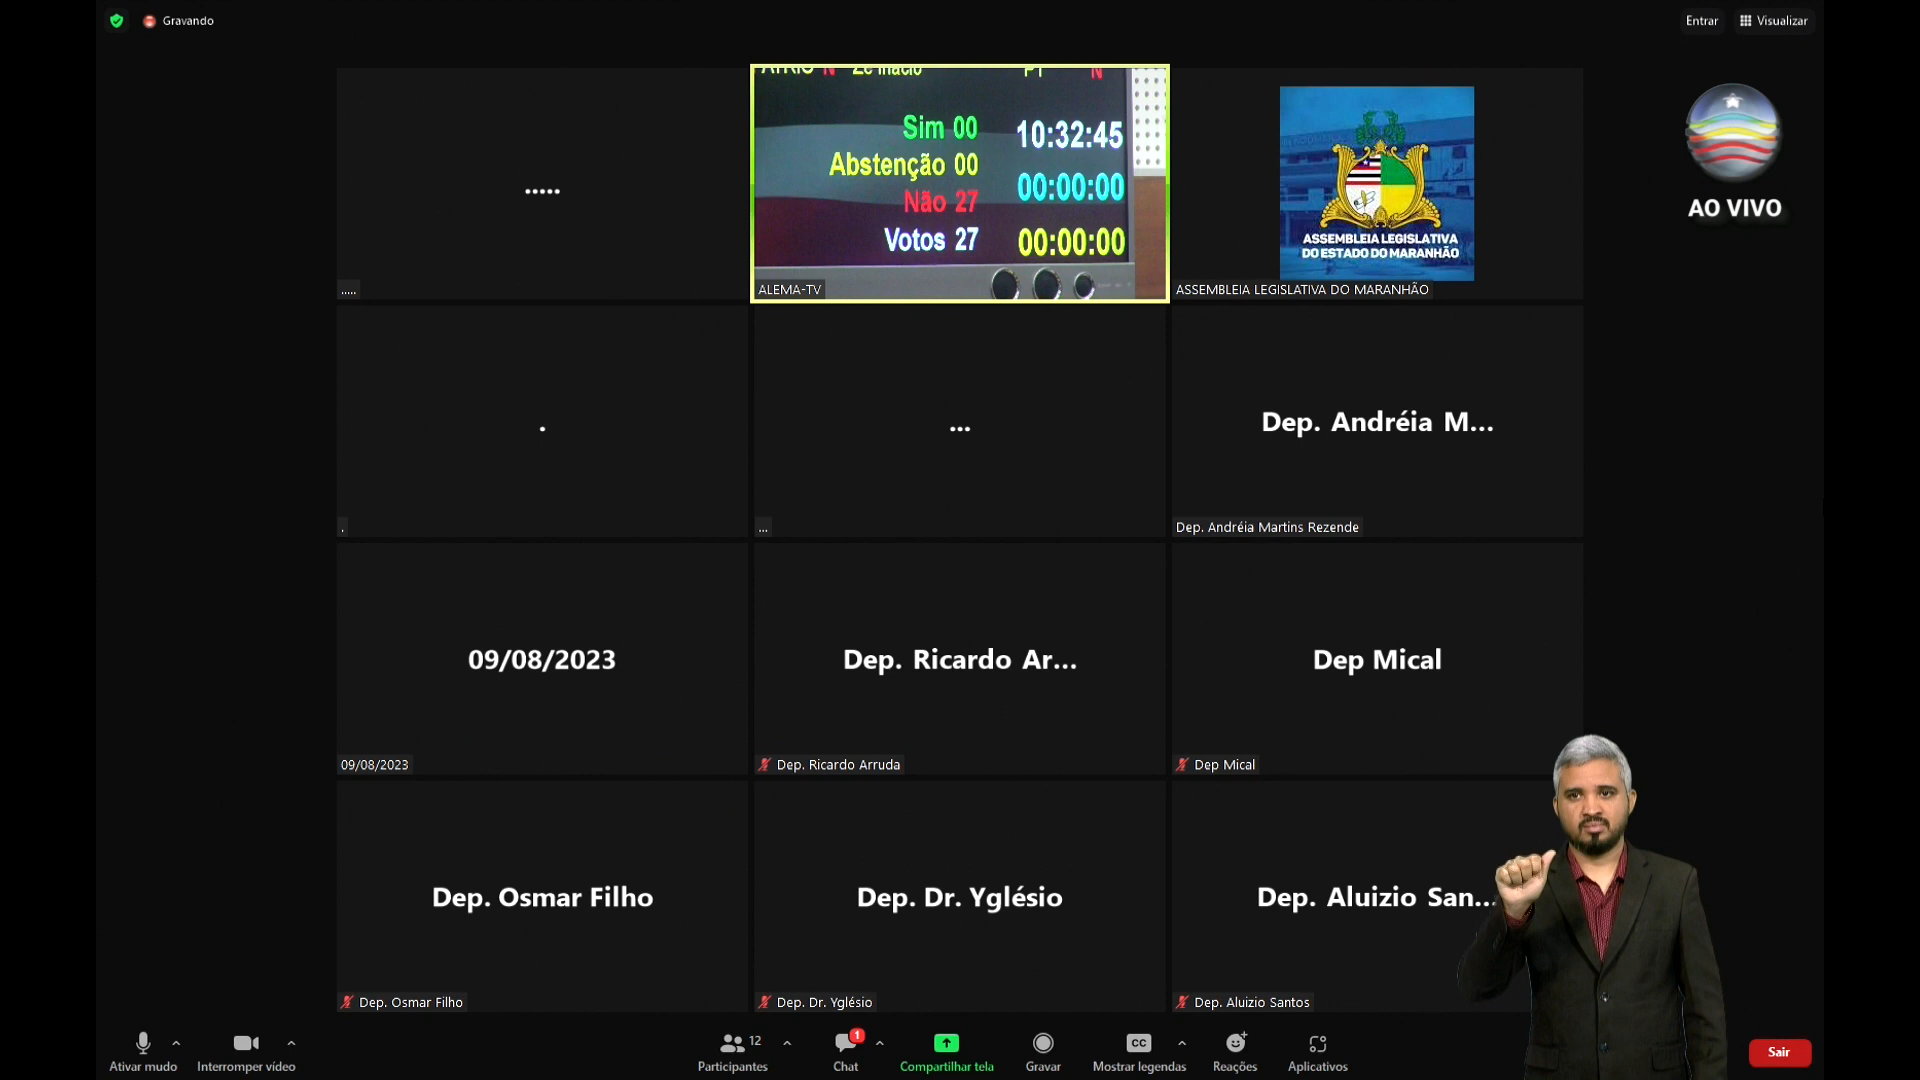 Gravando
Entrar
Visualizar
.....
.....
Zé Inácio PT N
Sim 00
Abstenção 00
Não 27
Votos 27
10:32:45
00:00:00
00:00:00
ALEMA-TV
ASSEMBLEIA LEGISLATIVA
DO ESTADO DO MARANHÃO
ASSEMBLEIA LEGISLATIVA DO MARANHÃO
AO VIVO
.
.
...
...
Dep. Andréia M...
Dep. Andréia Martins Rezende
09/08/2023
09/08/2023
Dep. Ricardo Ar...
Dep. Ricardo Arruda
Dep Mical
Dep Mical
Dep. Osmar Filho
Dep. Osmar Filho
Dep. Dr. Yglésio
Dep. Dr. Yglésio
Dep. Aluizio San...
Dep. Aluizio Santos
Ativar mudo
Interromper vídeo
12
Participantes
1
Chat
Compartilhar tela
Gravar
CC
Mostrar legendas
Reações
Aplicativos
Sair